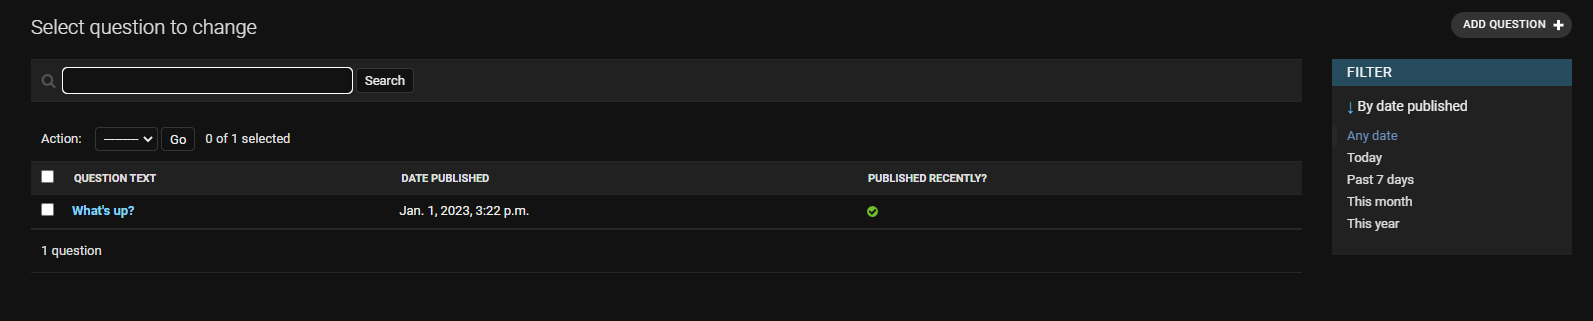 Select question to change
ADD QUESTION +
Search
Action: --------- Go 0 of 1 selected
QUESTION TEXT DATE PUBLISHED PUBLISHED RECENTLY?
What's up? Jan. 1, 2023, 3:22 p.m.
1 question
FILTER
↓ By date published
Any date
Today
Past 7 days
This month
This year